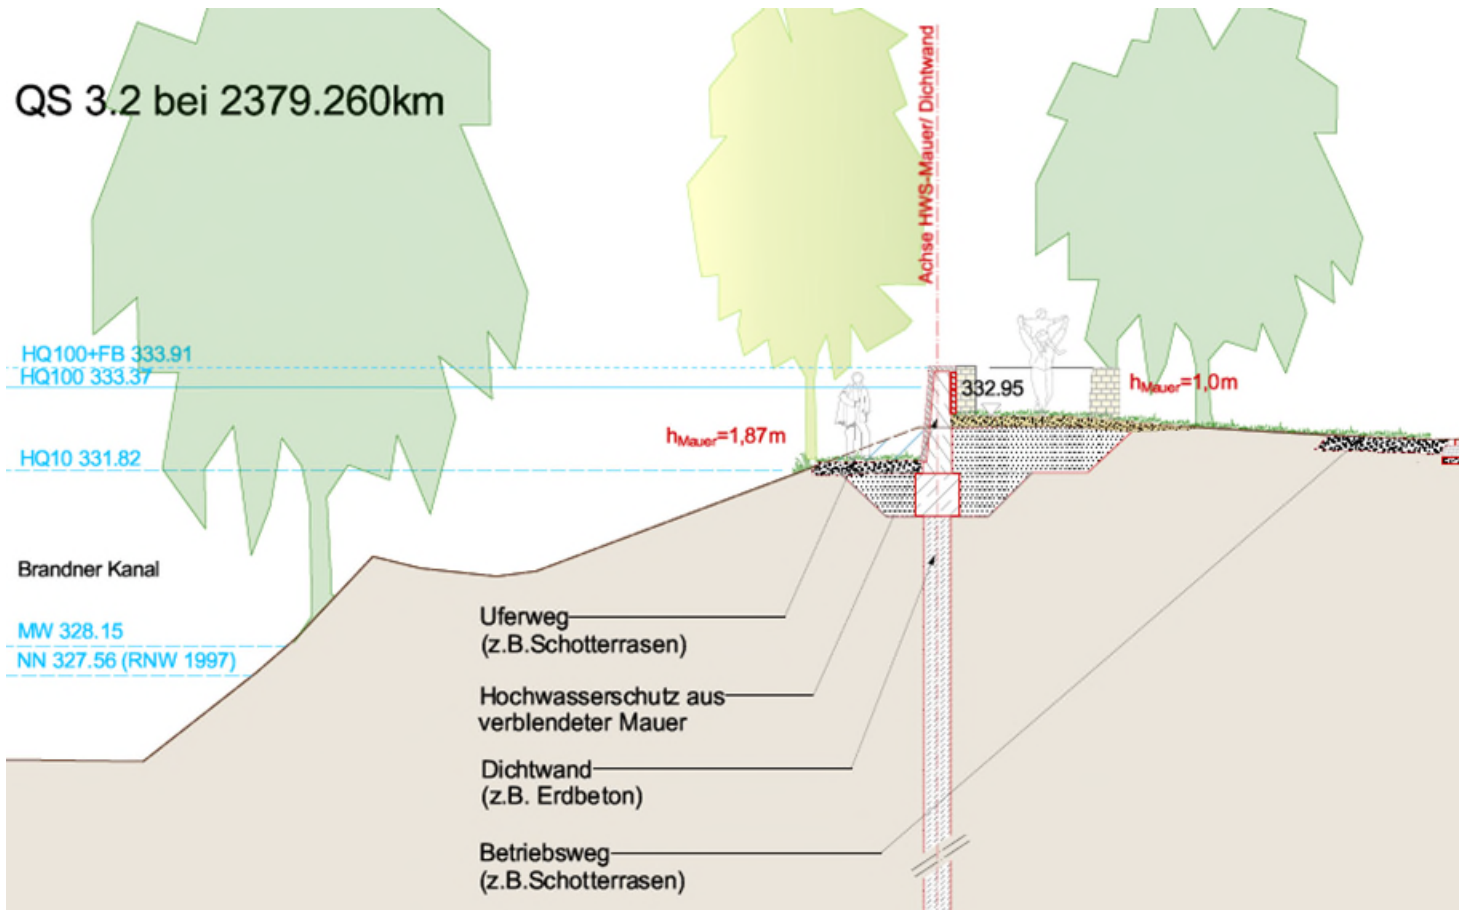 QS 3.2 bei 2379.260km
Achse HWS-Mauer/ Dichtwand
HQ100+FB 333.91
HQ100 333.37
332.95
hMauer=1,0m
hMauer=1,87m
HQ10 331.82
Brandner Kanal
MW 328.15
NN 327.56 (RNW 1997)
Uferweg
(z.B.Schotterrasen)
Hochwasserschutz aus
verblendeter Mauer
Dichtwand
(z.B. Erdbeton)
Betriebsweg
(z.B.Schotterrasen)